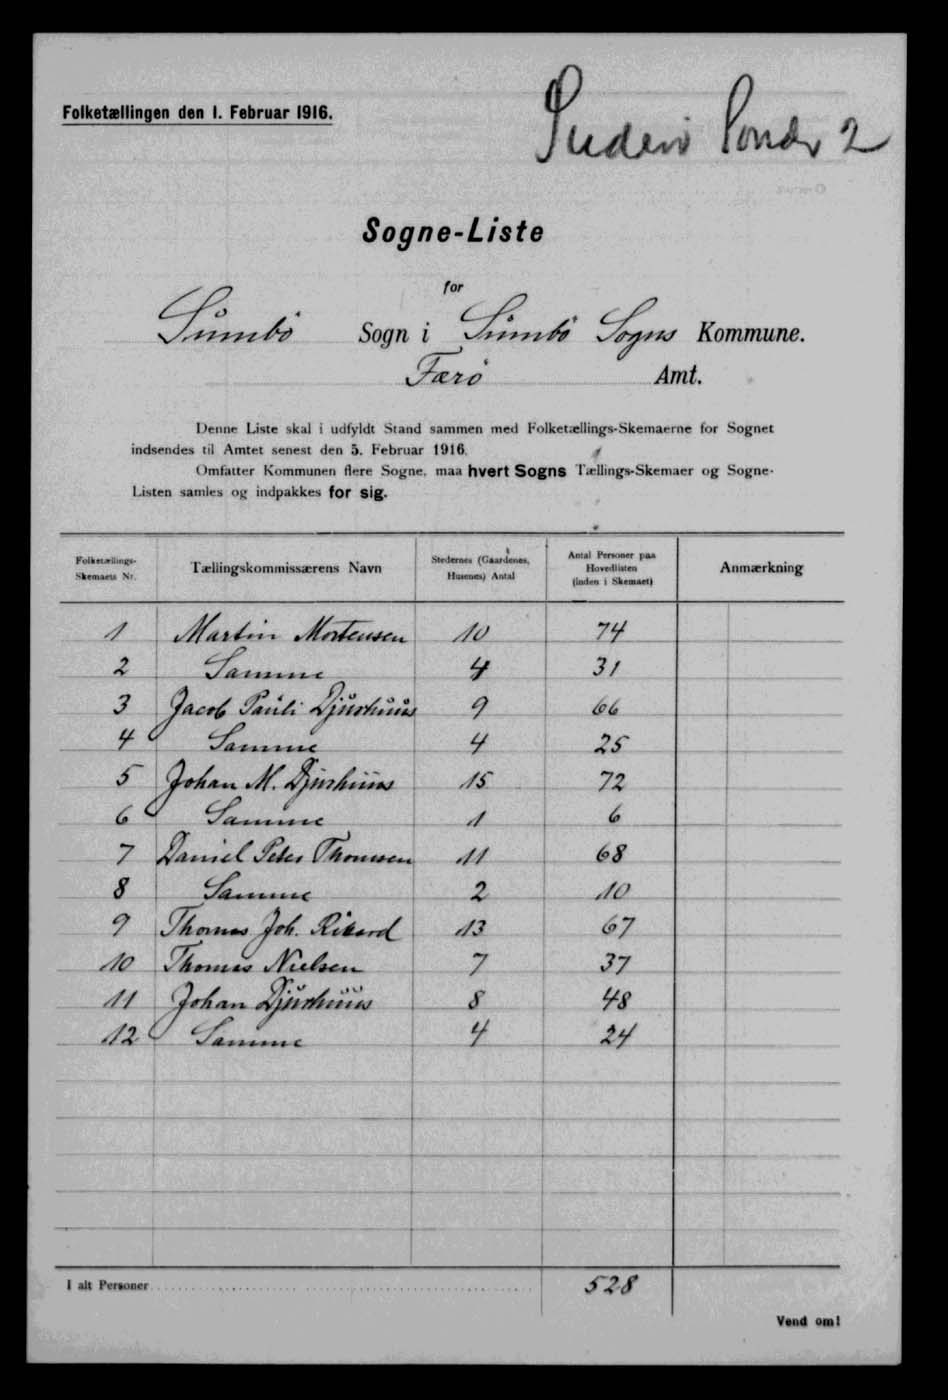 Folketællingen den 1. Februar 1916.
2
Sogne-Liste
for
Sumbø Sogn i Sumbø Sogns Kommune.
Færø Amt.
Denne Liste skal i udfyldt Stand sammen med Folketællings-Skemaerne for Sognet
indsendes til Amtet senest den 5. Februar 1916.
Omfatter Kommunen flere Sogne, maa hvert Sogns Tællings-Skemaer og Sogne-
Listen samles og indpakkes for sig.
Folketællings-Skemaets Nr. Tællingskommissærens Navn Stedernes (Gaardenes, Husenes) Antal Antal Personer paa Hovedlisten (inden i Skemaet) Anmærkning
1 Martin Mortensen 10 74
2 Samme 4 31
3 Jacob Pauli Djurhuus 9 66
4 Samme 4 25
5 Johan M. Djurhuus 15 72
6 Samme 1 6
7 Daniel Peter Thomsen 11 68
8 Samme 2 10
9 Thomas Joh. Rikard 13 67
10 Thomas Nielsen 7 37
11 Johan Djurhuus 8 48
12 Samme 4 24
I alt Personer 528
Vend om!